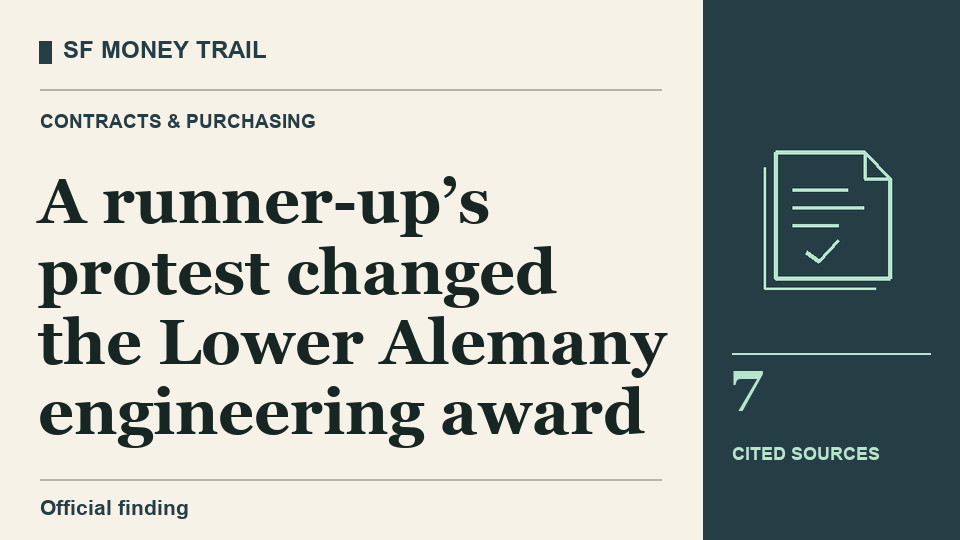 SF MONEY TRAIL
CONTRACTS & PURCHASING
A runner-up’s
protest changed
the Lower Alemany
engineering award
Official finding
7
CITED SOURCES